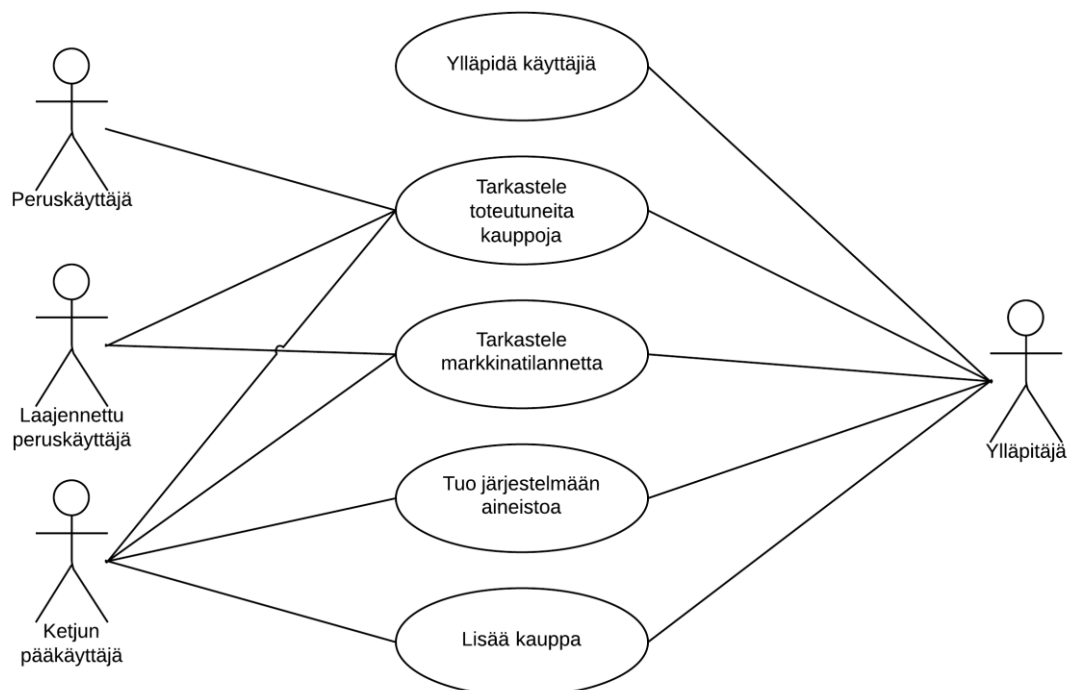 Ylläpidä käyttäjiä
Peruskäyttäjä
Tarkastele
toteutuneita
kauppoja
Laajennettu
peruskäyttäjä
Tarkastele
markkinatilannetta
Ylläpitäjä
Tuo järjestelmään
aineistoa
Ketjun
pääkäyttäjä
Lisää kauppa